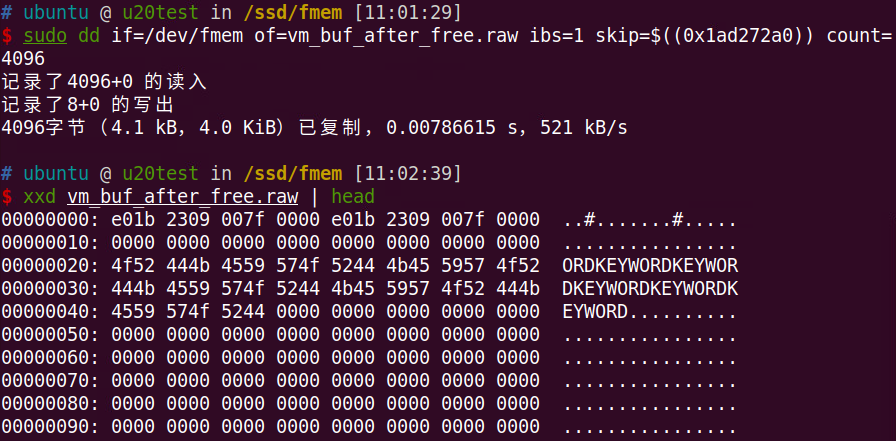 # ubuntu @ u20test in /ssd/fmem [11:01:29]
$ sudo dd if=/dev/fmem of=vm_buf_after_free.raw ibs=1 skip=$((0x1ad272a0)) count=
4096
记录了4096+0 的读入
记录了8+0 的写出
4096字节（4.1 kB，4.0 KiB）已复制，0.00786615 s，521 kB/s
# ubuntu @ u20test in /ssd/fmem [11:02:39]
$ xxd vm_buf_after_free.raw | head
00000000: e01b 2309 007f 0000 e01b 2309 007f 0000  ..#.......#.....
00000010: 0000 0000 0000 0000 0000 0000 0000 0000  ................
00000020: 4f52 444b 4559 574f 5244 4b45 5957 4f52  ORDKEYWORDKEYWOR
00000030: 444b 4559 574f 5244 4b45 5957 4f52 444b  DKEYWORDKEYWORDK
00000040: 4559 574f 5244 0000 0000 0000 0000 0000  EYWORD..........
00000050: 0000 0000 0000 0000 0000 0000 0000 0000  ................
00000060: 0000 0000 0000 0000 0000 0000 0000 0000  ................
00000070: 0000 0000 0000 0000 0000 0000 0000 0000  ................
00000080: 0000 0000 0000 0000 0000 0000 0000 0000  ................
00000090: 0000 0000 0000 0000 0000 0000 0000 0000  ................